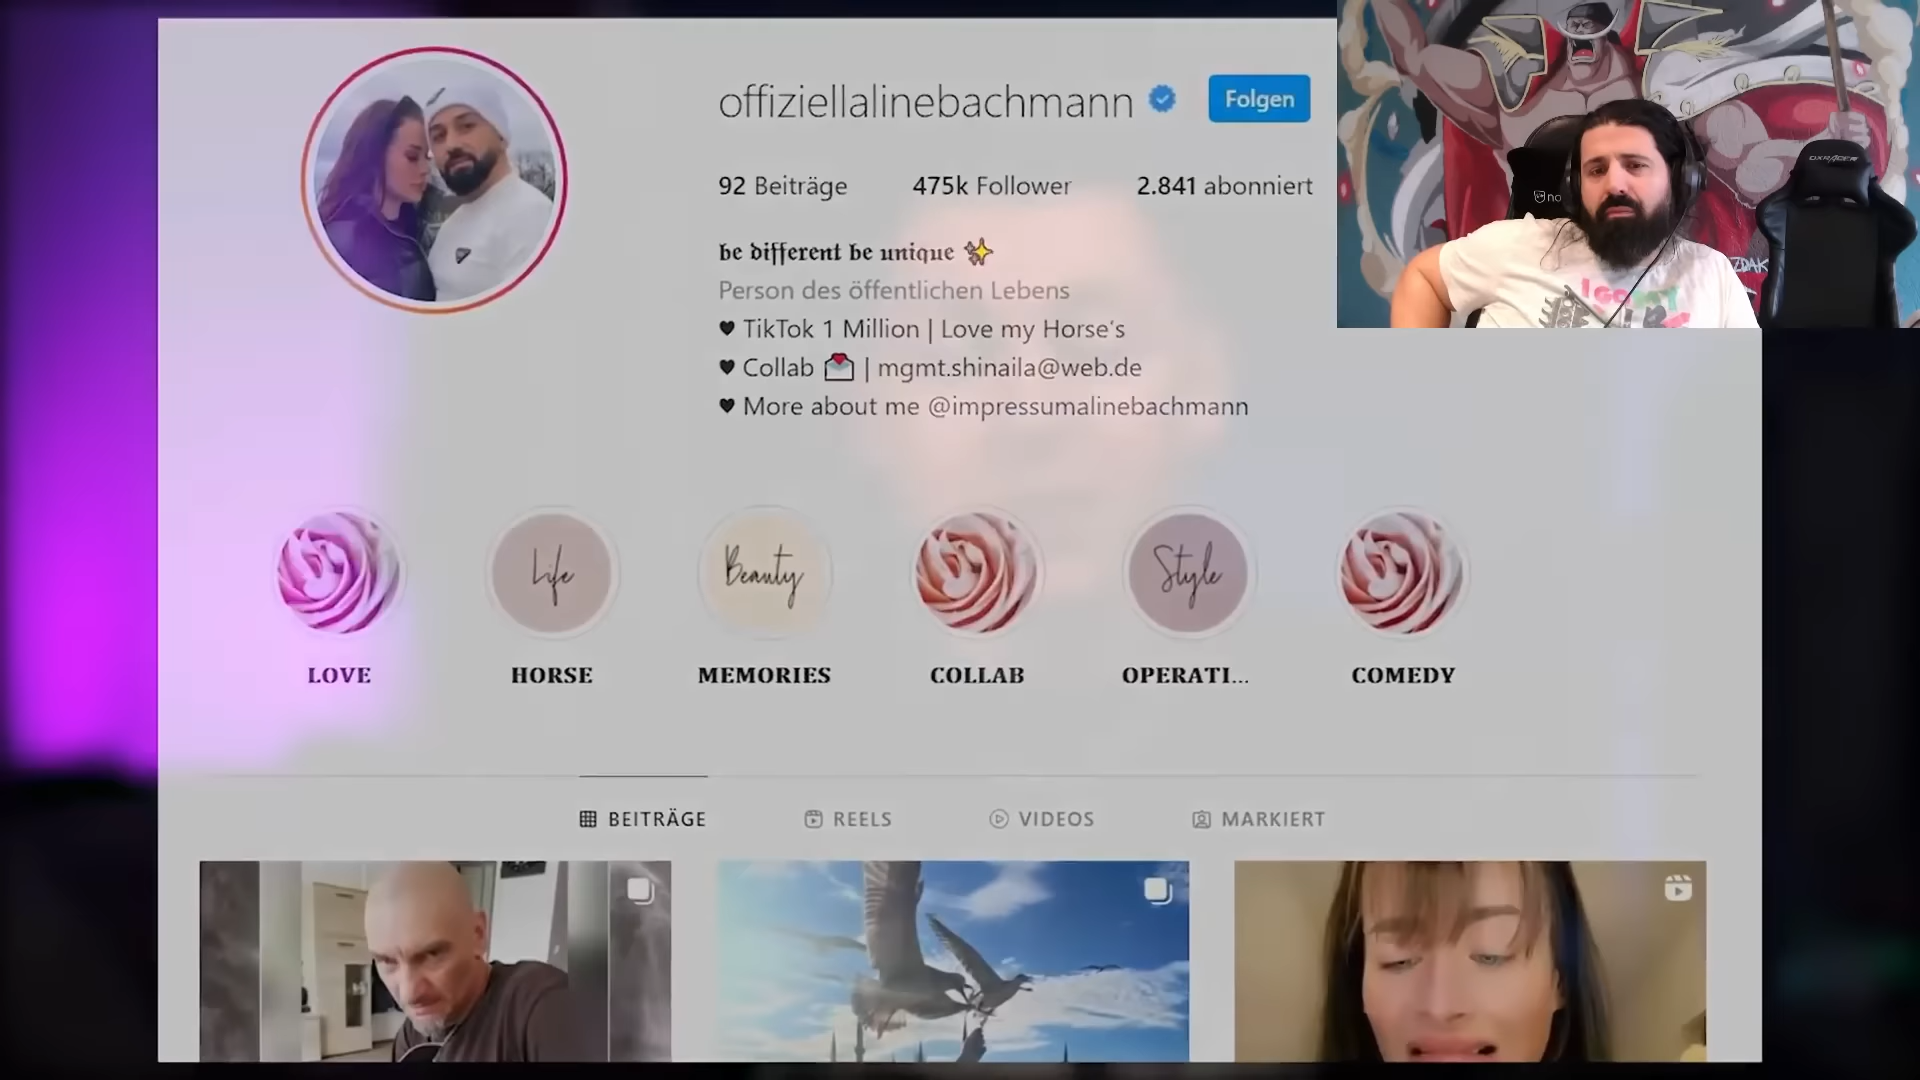 offiziellalinebachmann
Folgen
92 Beiträge 475k Follower 2.841 abonniert
be different be unique ✨
Person des öffentlichen Lebens
♥ TikTok 1 Million | Love my Horse's
♥ Collab 💌 | mgmt.shinaila@web.de
♥ More about me @impressumalinebachmann
Life
Beauty
Style
LOVE
HORSE
MEMORIES
COLLAB
OPERATI...
COMEDY
BEITRÄGE
REELS
VIDEOS
MARKIERT
OXRACER
no